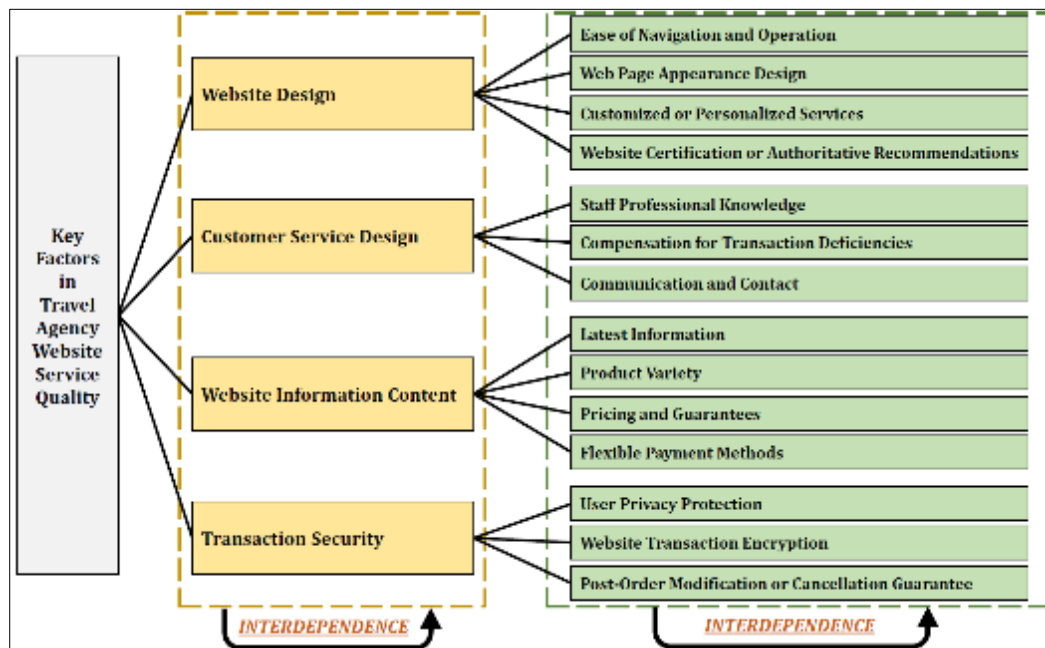 Key
Factors
in
Travel
Agency
Website
Service
Quality
Website Design
Customer Service Design
Website Information Content
Transaction Security
INTERDEPENDENCE
Ease of Navigation and Operation
Web Page Appearance Design
Customized or Personalized Services
Website Certification or Authoritative Recommendations
Staff Professional Knowledge
Compensation for Transaction Deficiencies
Communication and Contact
Latest Information
Product Variety
Pricing and Guarantees
Flexible Payment Methods
User Privacy Protection
Website Transaction Encryption
Post-Order Modification or Cancellation Guarantee
INTERDEPENDENCE